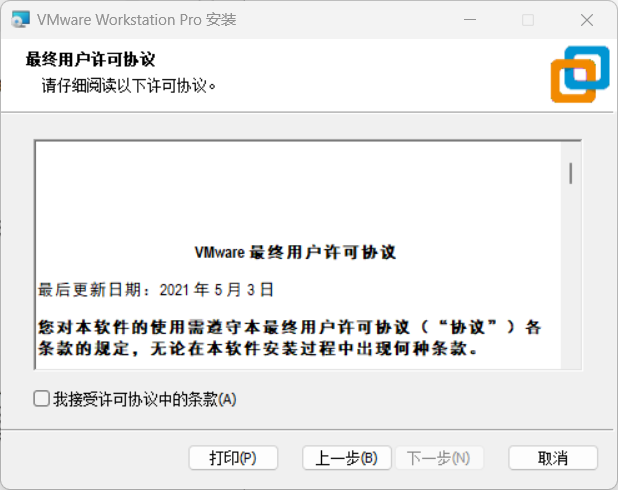 VMware Workstation Pro 安装
最终用户许可协议
请仔细阅读以下许可协议。
VMware 最终用户许可协议
最后更新日期：2021 年 5 月 3 日
您对本软件的使用需遵守本最终用户许可协议（“协议”）各
条款的规定，无论在本软件安装过程中出现何种条款。
我接受许可协议中的条款(A)
打印(P)
上一步(B)
下一步(N)
取消